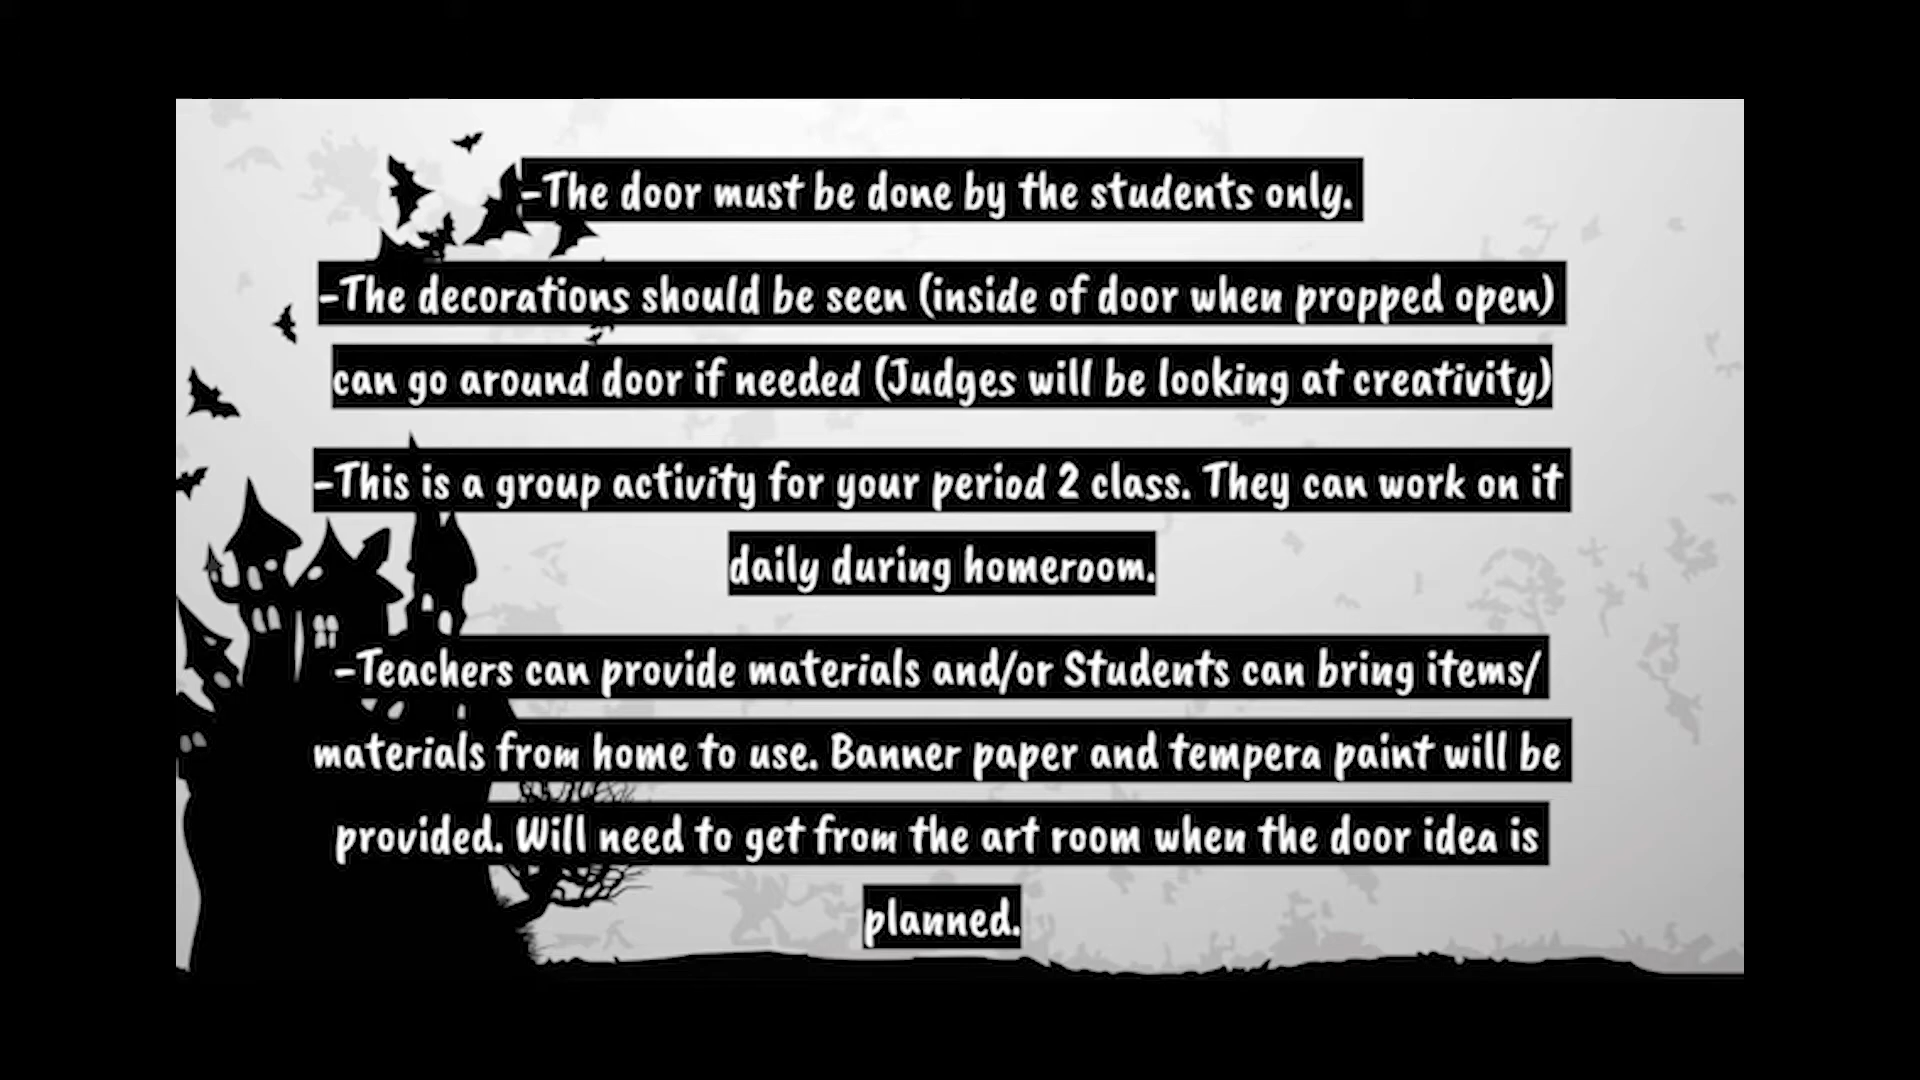 -The door must be done by the students only.
-The decorations should be seen (inside of door when propped open)
can go around door if needed (Judges will be looking at creativity)
-This is a group activity for your period 2 class. They can work on it
daily during homeroom.
-Teachers can provide materials and/or Students can bring items/
materials from home to use. Banner paper and tempera paint will be
provided. Will need to get from the art room when the door idea is
planned.